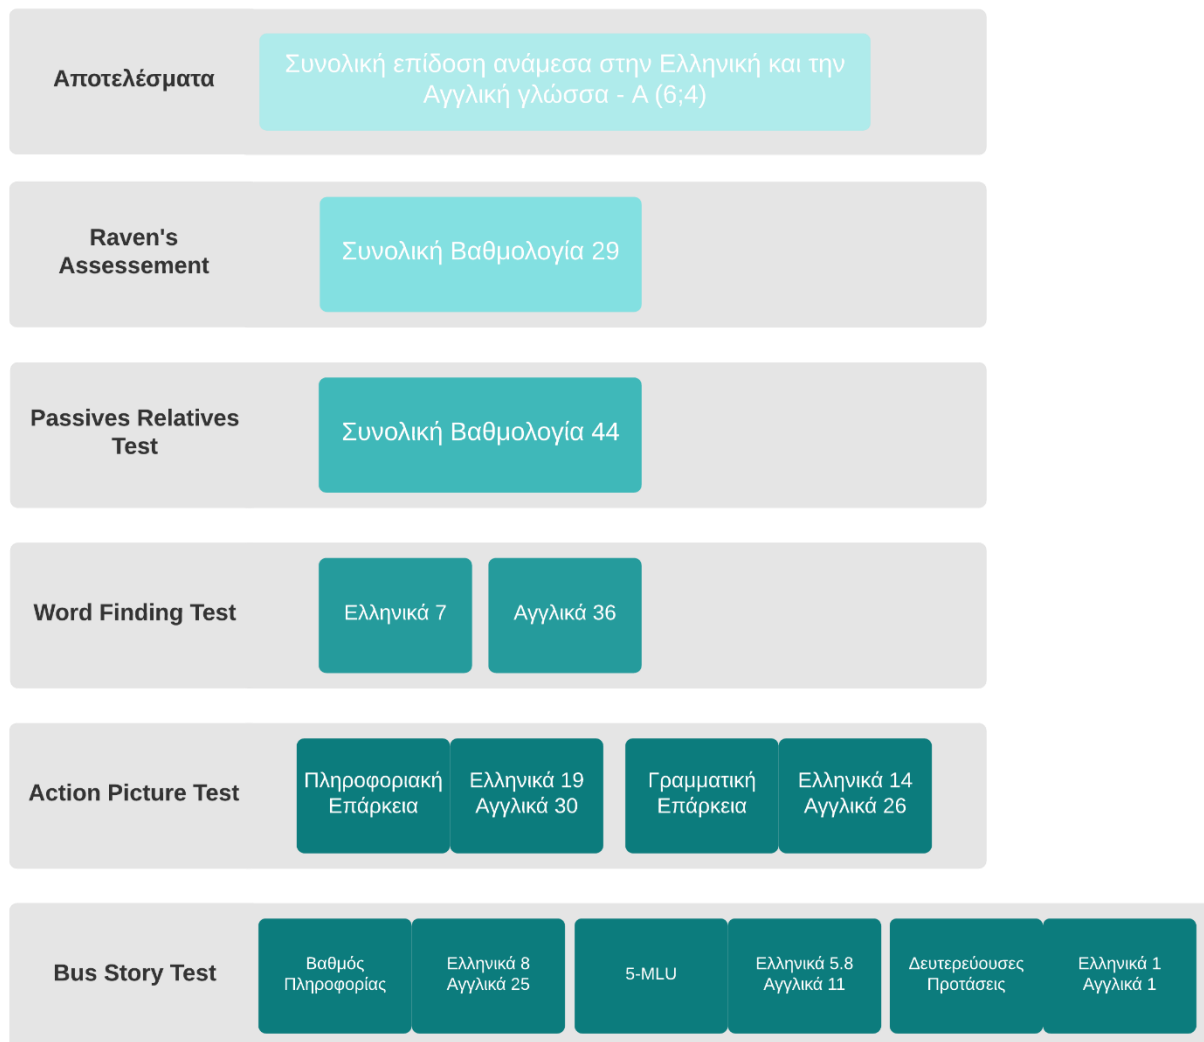 Αποτελέσματα
Συνολική επίδοση ανάμεσα στην Ελληνική και την
Αγγλική γλώσσα - Α (6;4)
Raven's
Assessement
Συνολική Βαθμολογία 29
Passives Relatives
Test
Συνολική Βαθμολογία 44
Word Finding Test
Ελληνικά 7
Αγγλικά 36
Action Picture Test
Πληροφοριακή
Επάρκεια
Ελληνικά 19
Αγγλικά 30
Γραμματική
Επάρκεια
Ελληνικά 14
Αγγλικά 26
Bus Story Test
Βαθμός
Πληροφορίας
Ελληνικά 8
Αγγλικά 25
5-MLU
Ελληνικά 5.8
Αγγλικά 11
Δευτερεύουσες
Προτάσεις
Ελληνικά 1
Αγγλικά 1